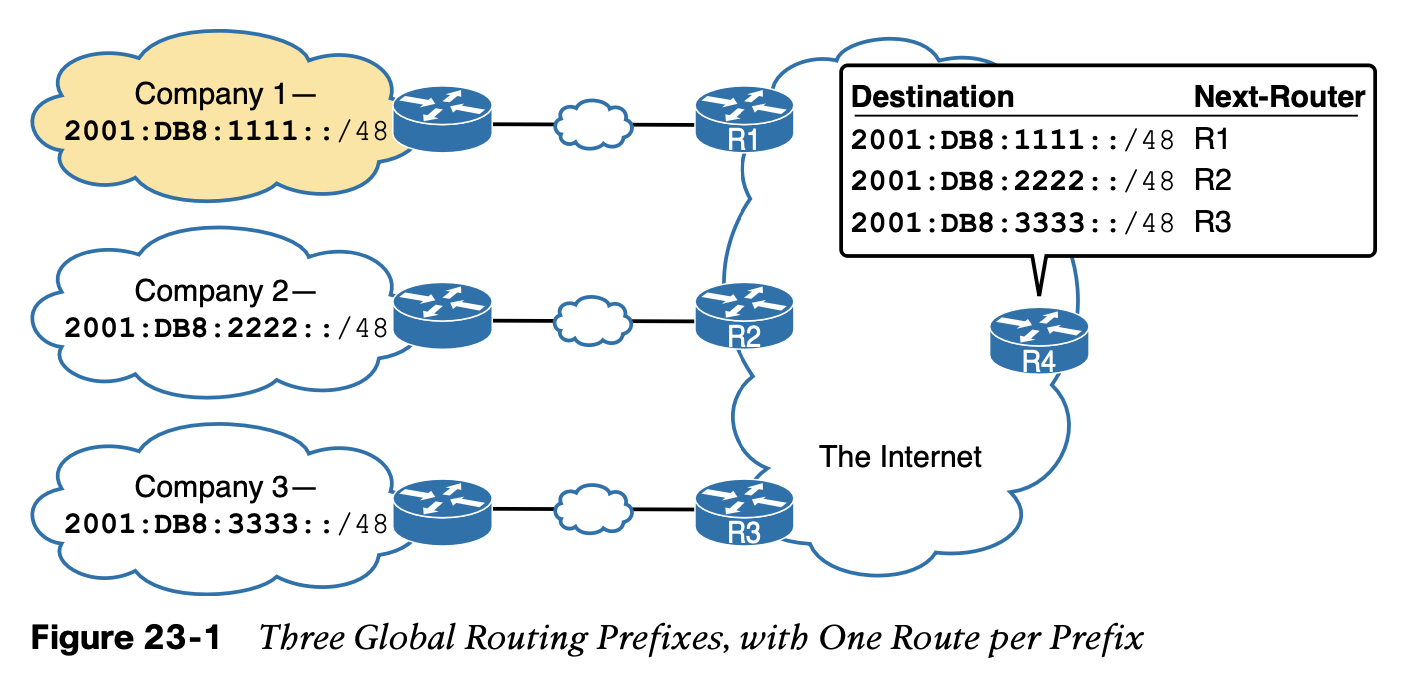 Company 1—
2001:DB8:1111::/48
R1
Destination Next-Router
2001:DB8:1111::/48 R1
2001:DB8:2222::/48 R2
2001:DB8:3333::/48 R3
Company 2—
2001:DB8:2222::/48
R2
R4
The Internet
Company 3—
2001:DB8:3333::/48
R3
Figure 23-1 Three Global Routing Prefixes, with One Route per Prefix